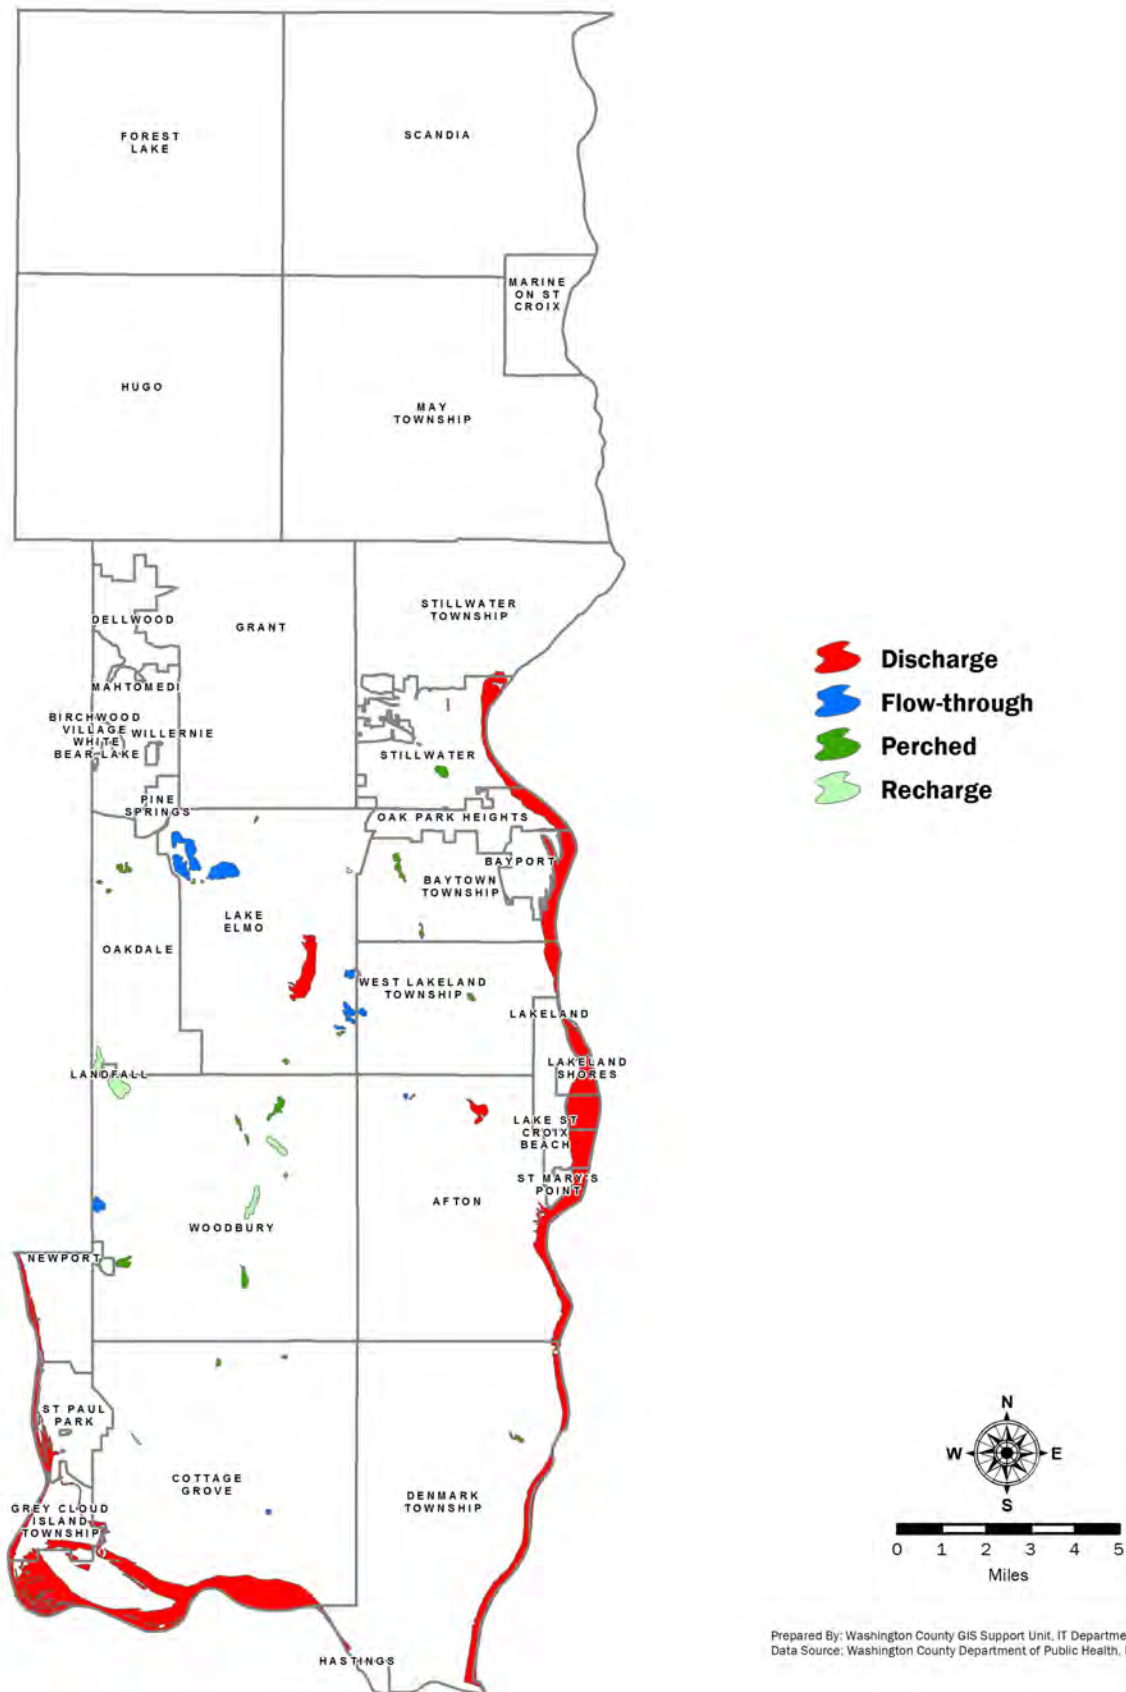 FOREST
LAKE
SCANDIA
MARINE
ON ST
CROIX
HUGO
MAY
TOWNSHIP
DELLWOOD
GRANT
STILLWATER
TOWNSHIP
MAHTOMEDI
BIRCHWOOD
VILLAGE
WILLERNIE
WHITE
BEAR LAKE
STILLWATER
PINE
SPRINGS
OAK PARK HEIGHTS
BAYPORT
BAYTOWN
TOWNSHIP
LAKE
ELMO
OAKDALE
WEST LAKELAND
TOWNSHIP
LAKELAND
LANDFALL
LAKELAND
SHORES
LAKE ST
CROIX
BEACH
ST MARY'S
POINT
AFTON
WOODBURY
NEWPORT
ST PAUL
PARK
COTTAGE
GROVE
DENMARK
TOWNSHIP
GREY CLOUD
ISLAND
TOWNSHIP
HASTINGS
Discharge
Flow-through
Perched
Recharge
N
W E
S
0 1 2 3 4 5
Miles
Prepared By: Washington County GIS Support Unit, IT Departme
Data Source: Washington County Department of Public Health,